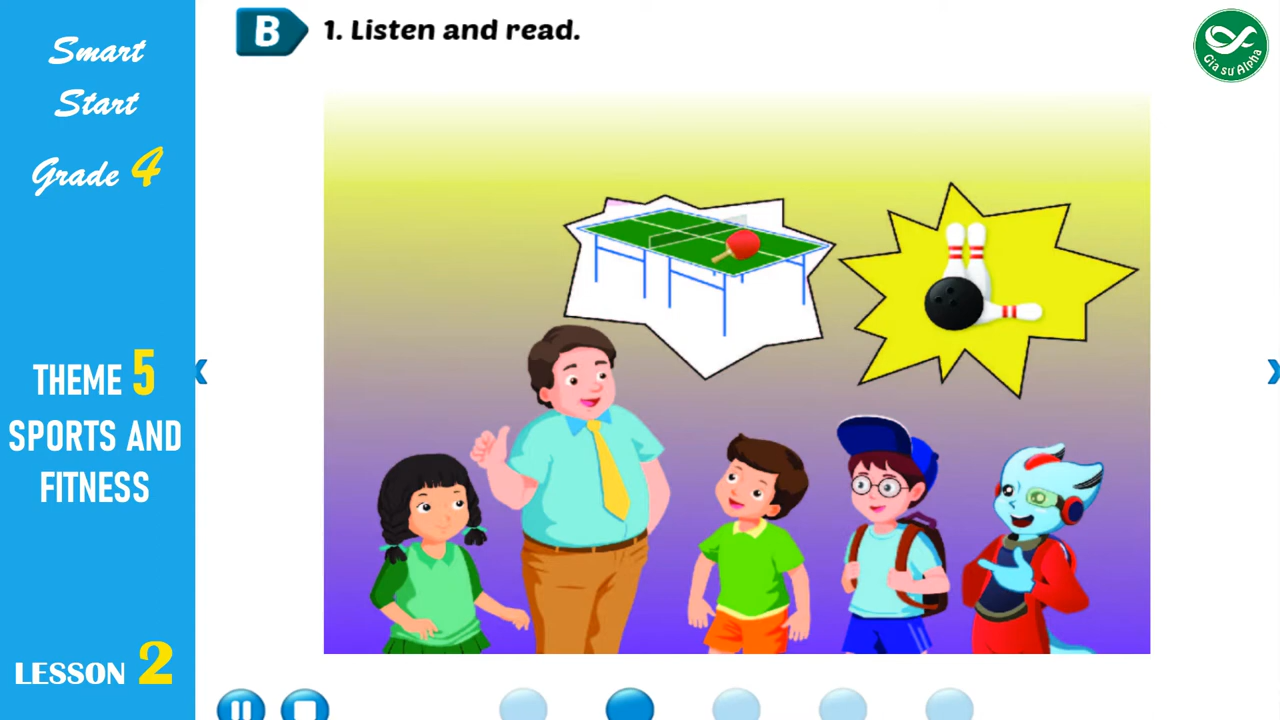 Smart
Start
Grade 4
THEME 5
SPORTS AND
FITNESS
LESSON 2
B 1. Listen and read.
Gia sư Alpha